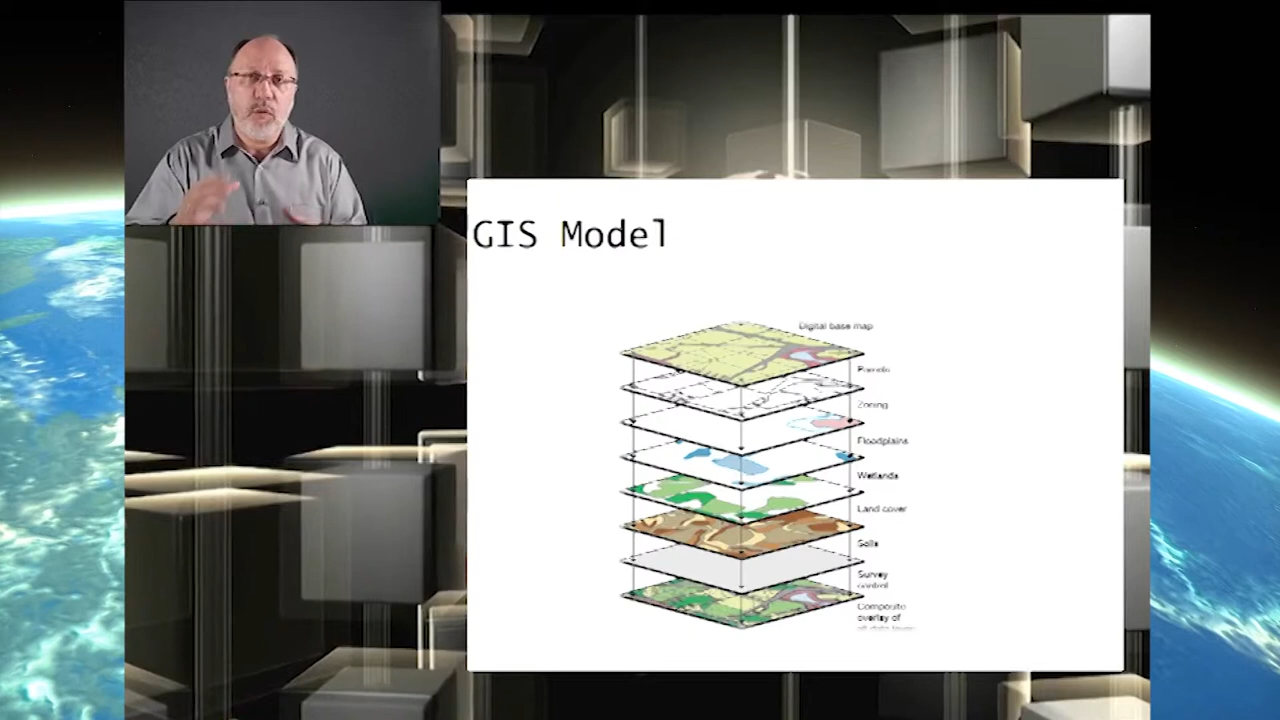 GIS Model
Digital base map
Parcels
Zoning
Floodplains
Wetlands
Land cover
Soils
Survey
control
Composite
overlay of